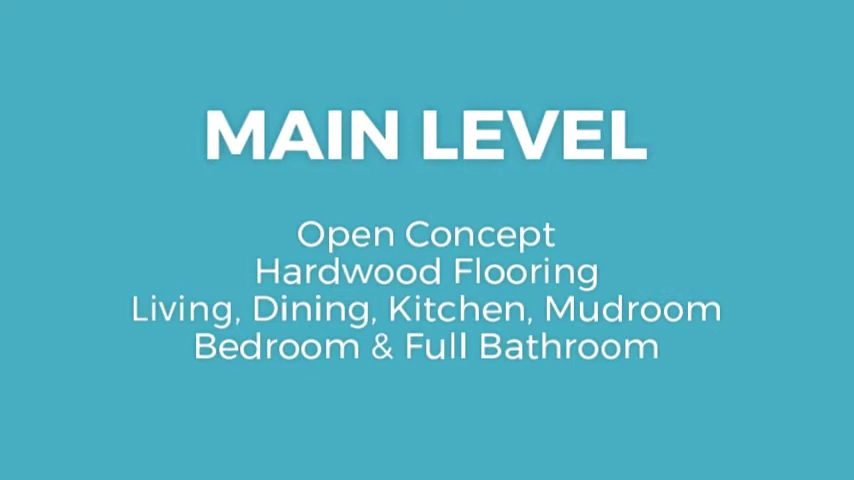 MAIN LEVEL
Open Concept
Hardwood Flooring
Living, Dining, Kitchen, Mudroom
Bedroom & Full Bathroom